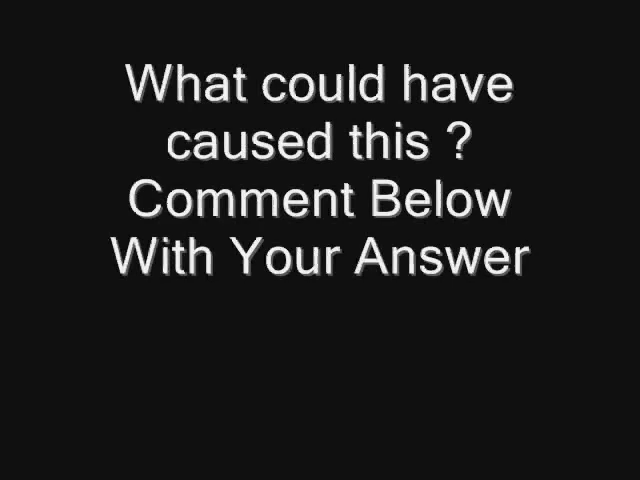 What could have
caused this ?
Comment Below
With Your Answer